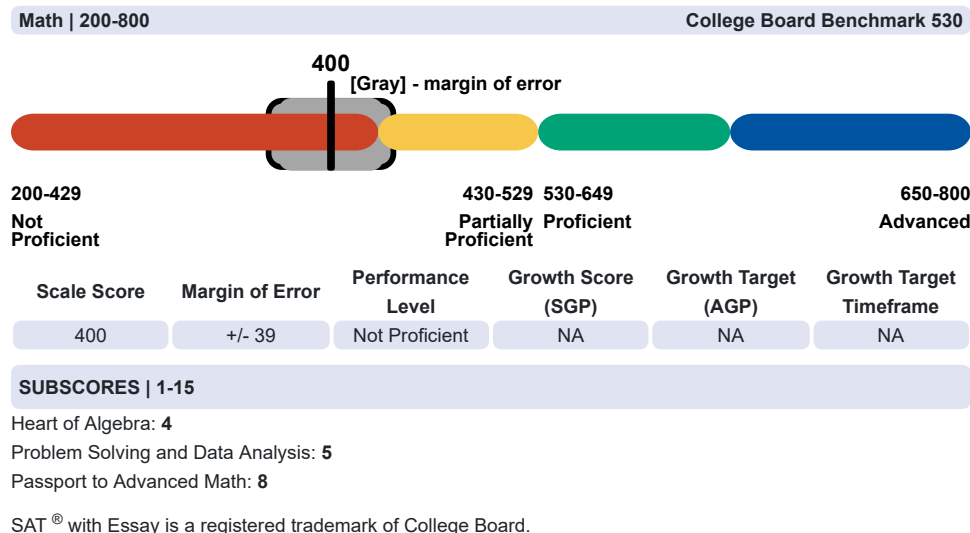 Math | 200-800 College Board Benchmark 530
400
[Gray] - margin of error
200-429 430-529 530-649 650-800
Not Proficient Partially Proficient Proficient Advanced
Scale Score Margin of Error Performance Level Growth Score (SGP) Growth Target (AGP) Growth Target Timeframe
400 +/- 39 Not Proficient NA NA NA
SUBSCORES | 1-15
Heart of Algebra: 4
Problem Solving and Data Analysis: 5
Passport to Advanced Math: 8
SAT ® with Essay is a registered trademark of College Board.